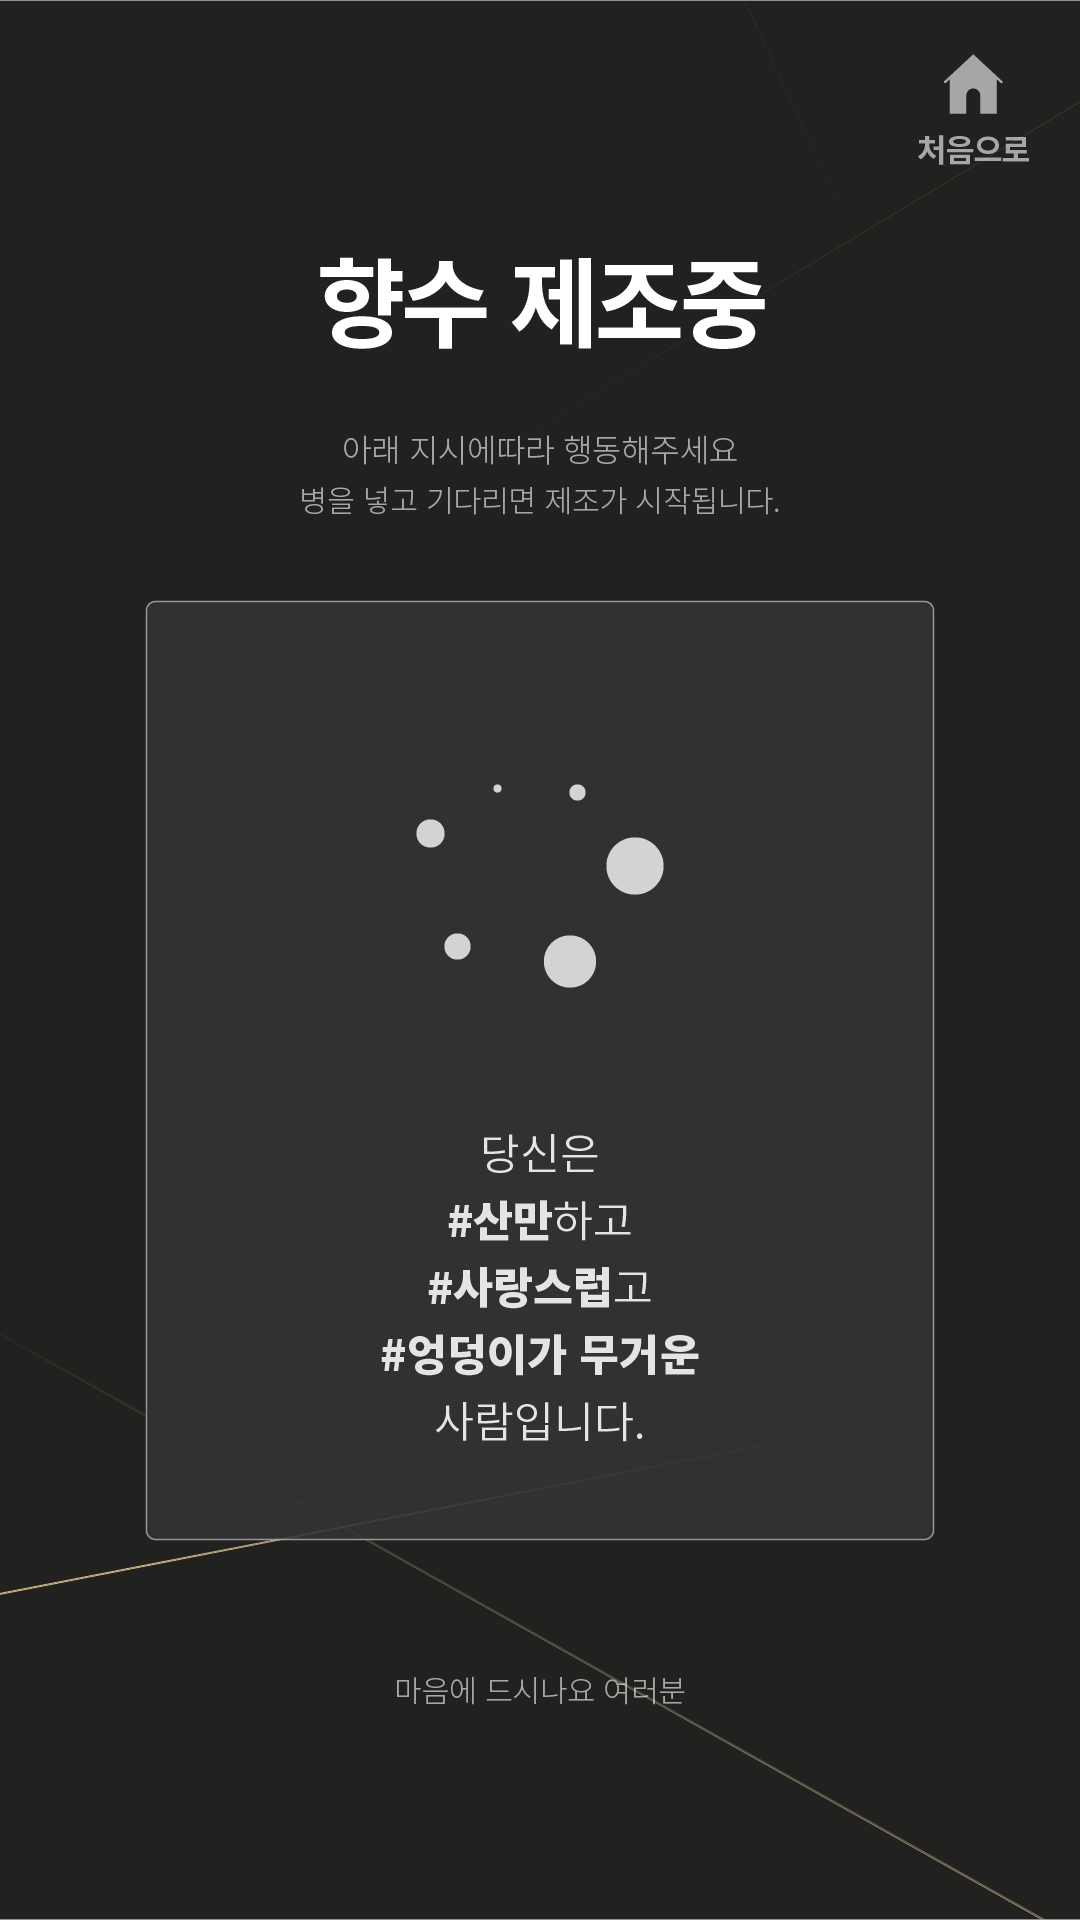 처음으로
향수 제조중
아래 지시에따라 행동해주세요
병을 넣고 기다리면 제조가 시작됩니다.
당신은
#산만하고
#사랑스럽고
#엉덩이가 무거운
사람입니다.
마음에 드시나요 여러분